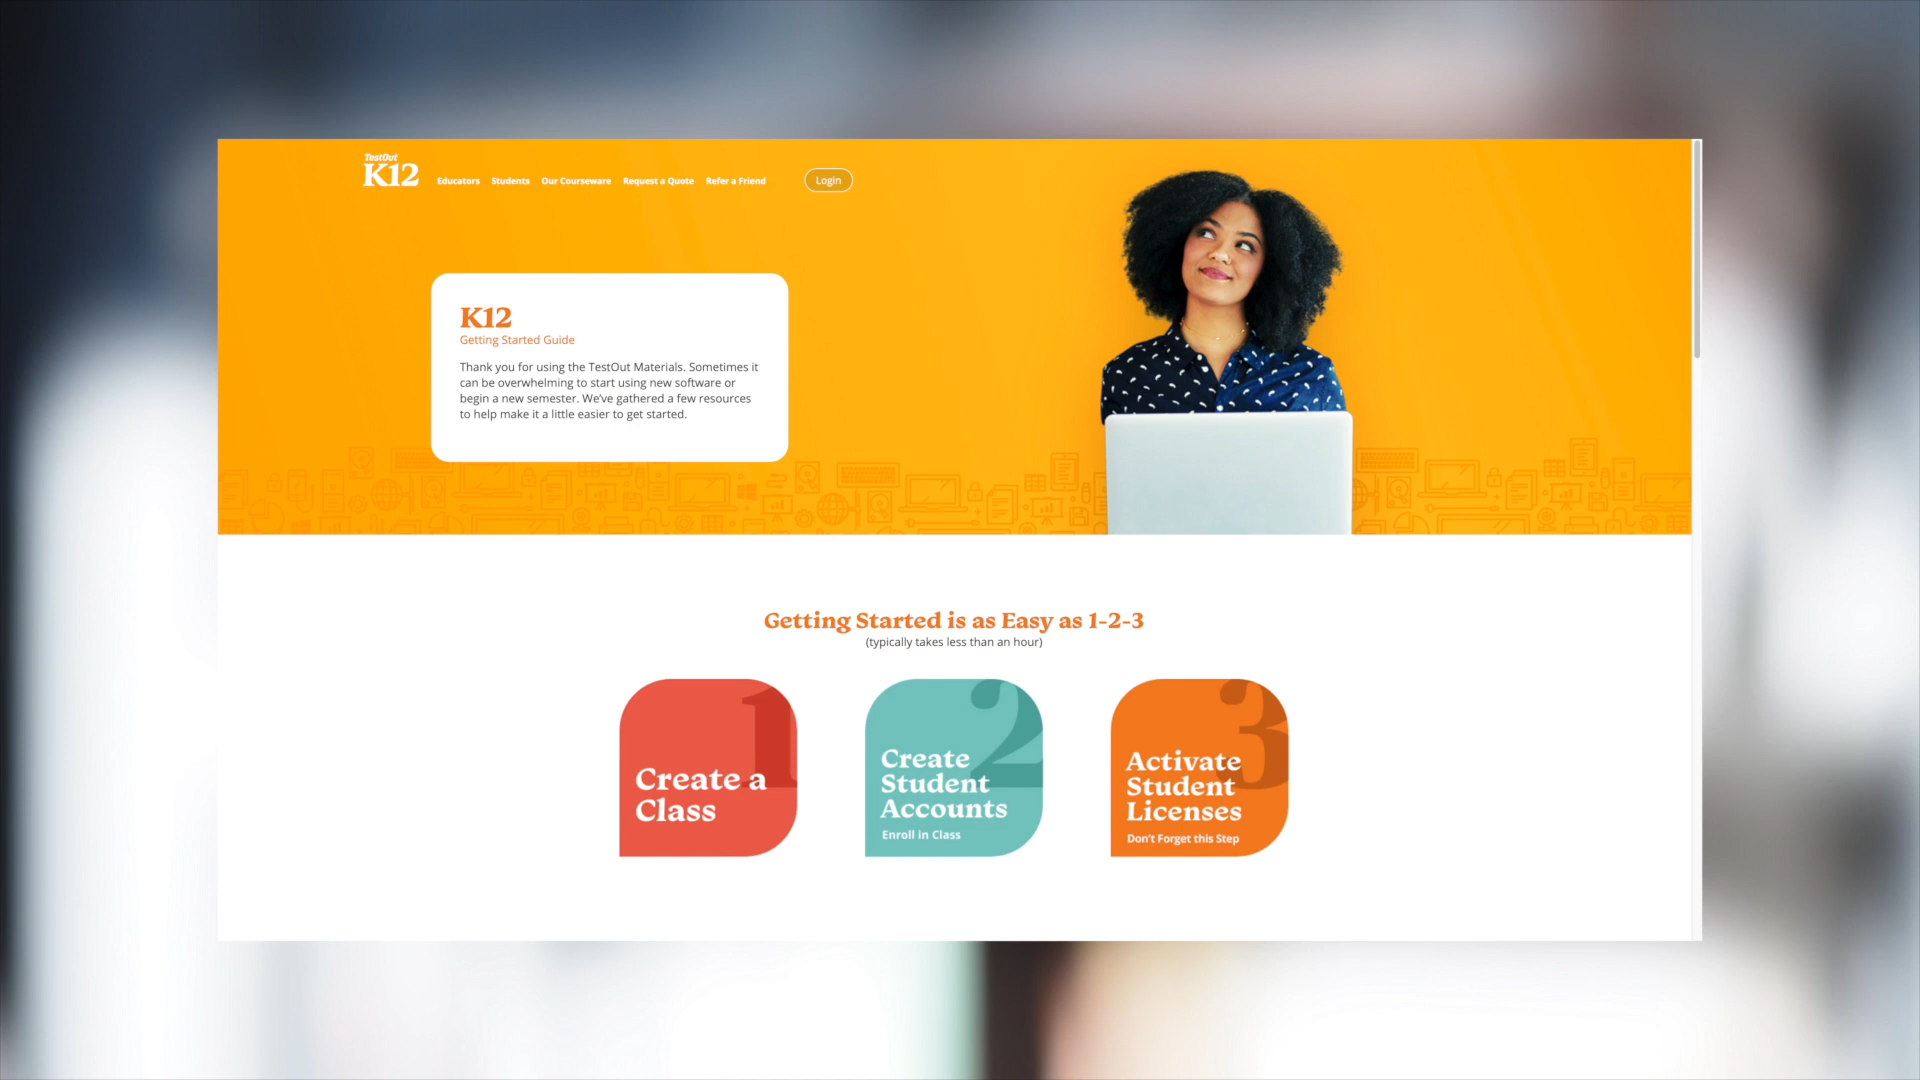 TestOut
K12
Educators Students Our Courseware Request a Quote Refer a Friend Login
K12
Getting Started Guide
Thank you for using the TestOut Materials. Sometimes it
can be overwhelming to start using new software or
begin a new semester. We've gathered a few resources
to help make it a little easier to get started.
Getting Started is as Easy as 1-2-3
(typically takes less than an hour)
1
Create a
Class
2
Create
Student
Accounts
Enroll in Class
3
Activate
Student
Licenses
Don't Forget this Step